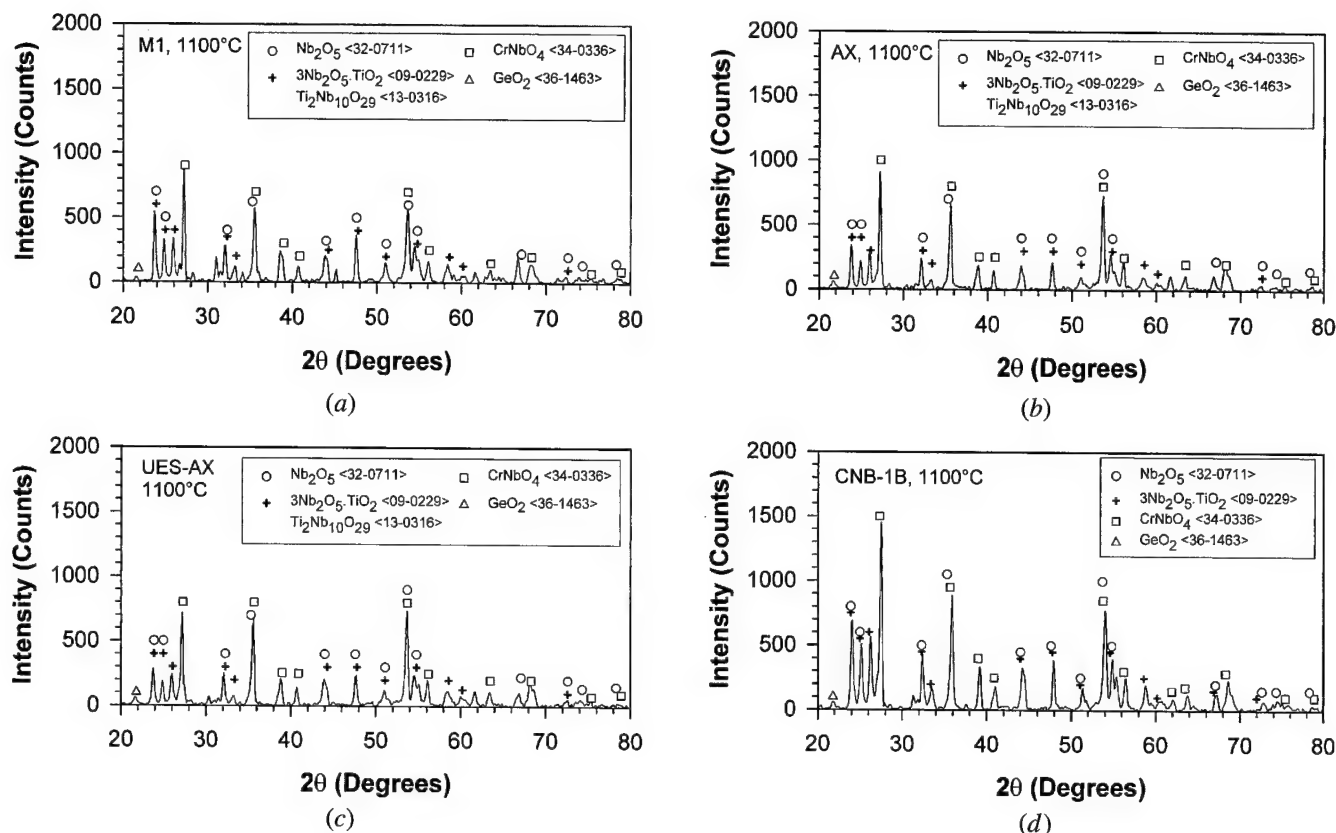 M1, 1100°C
○ Nb₂O₅ <32-0711>
□ CrNbO₄ <34-0336>
+ 3Nb₂O₅.TiO₂ <09-0229>
△ GeO₂ <36-1463>
Ti₂Nb₁₀O₂₉ <13-0316>
Intensity (Counts)
2000
1500
1000
500
0
20 30 40 50 60 70 80
2θ (Degrees)
(a)
AX, 1100°C
○ Nb₂O₅ <32-0711>
□ CrNbO₄ <34-0336>
+ 3Nb₂O₅.TiO₂ <09-0229>
△ GeO₂ <36-1463>
Ti₂Nb₁₀O₂₉ <13-0316>
Intensity (Counts)
2000
1500
1000
500
0
20 30 40 50 60 70 80
2θ (Degrees)
(b)
UES-AX
1100°C
○ Nb₂O₅ <32-0711>
□ CrNbO₄ <34-0336>
+ 3Nb₂O₅.TiO₂ <09-0229>
△ GeO₂ <36-1463>
Ti₂Nb₁₀O₂₉ <13-0316>
Intensity (Counts)
2000
1500
1000
500
0
20 30 40 50 60 70 80
2θ (Degrees)
(c)
CNB-1B, 1100°C
○ Nb₂O₅ <32-0711>
+ 3Nb₂O₅.TiO₂ <09-0229>
□ CrNbO₄ <34-0336>
△ GeO₂ <36-1463>
Intensity (Counts)
2000
1500
1000
500
0
20 30 40 50 60 70 80
2θ (Degrees)
(d)